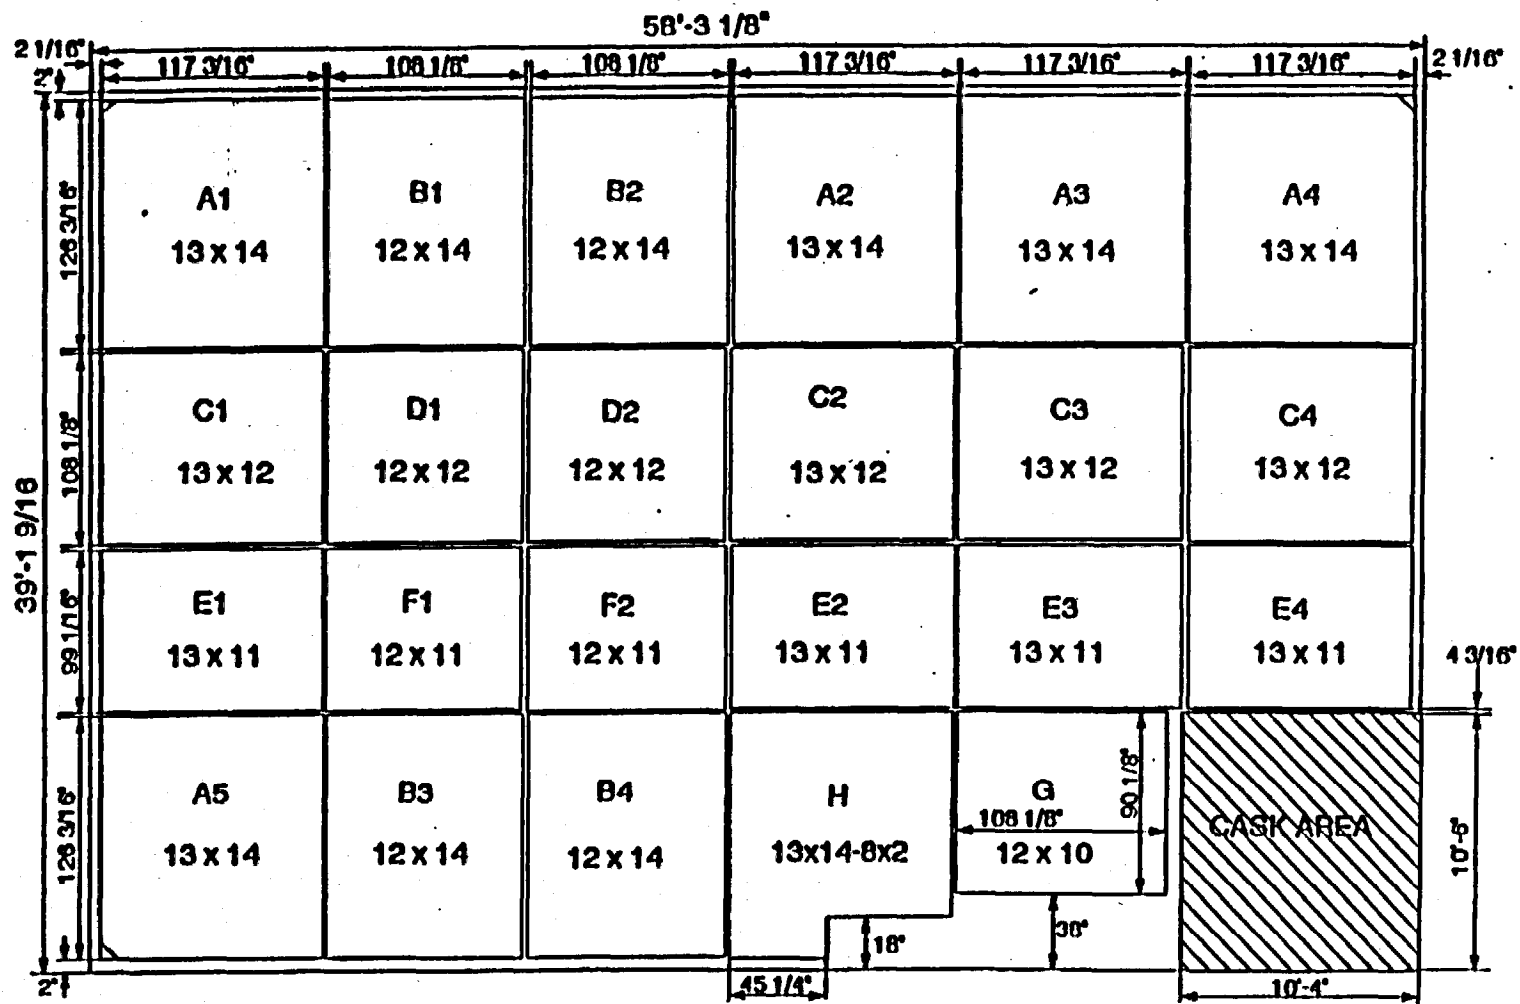 58'-3 1/8"
2 1/16" 117 3/16" 108 1/8" 108 1/8" 117 3/16" 117 3/16" 117 3/16" 2 1/16"
2"
A1 B1 B2 A2 A3 A4
13 x 14 12 x 14 12 x 14 13 x 14 13 x 14 13 x 14
126 3/16"
C1 D1 D2 C2 C3 C4
13 x 12 12 x 12 12 x 12 13 x 12 13 x 12 13 x 12
108 1/8"
39'-1 9/16
E1 F1 F2 E2 E3 E4
13 x 11 12 x 11 12 x 11 13 x 11 13 x 11 13 x 11
99 1/16"
4 3/16"
A5 B3 B4 H G
90 1/8"
108 1/8"
CASK AREA
13 x 14 12 x 14 12 x 14 13x14-8x2 12 x 10
126 3/16"
10'-6"
18"
36"
2"
45 1/4"
10'-4"